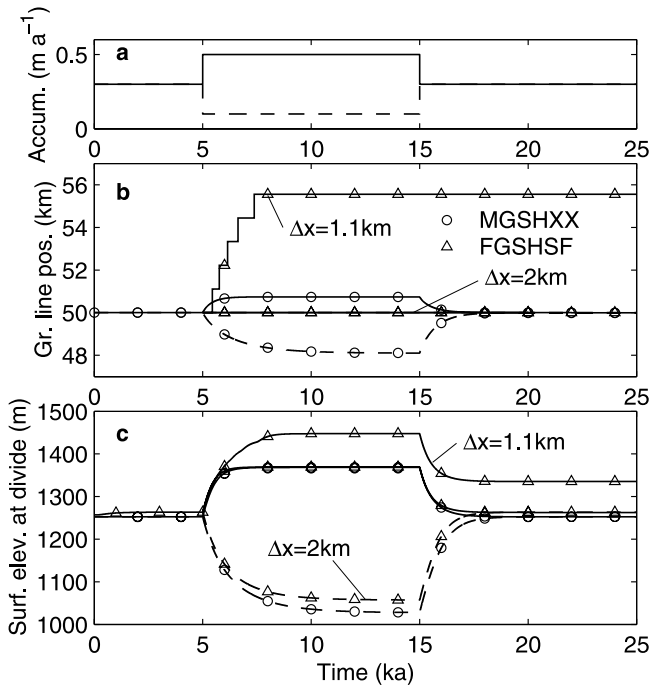 a
Accum. (m a⁻¹)
0.5
0
0 5 10 15 20 25
b
Gr. line pos. (km)
56
54
52
50
48
Δx=1.1km
MGSHXX
FGSHSF
Δx=2km
0 5 10 15 20 25
c
Surf. elev. at divide (m)
1500
1400
1300
1200
1100
1000
Δx=1.1km
Δx=2km
0 5 10 15 20 25
Time (ka)